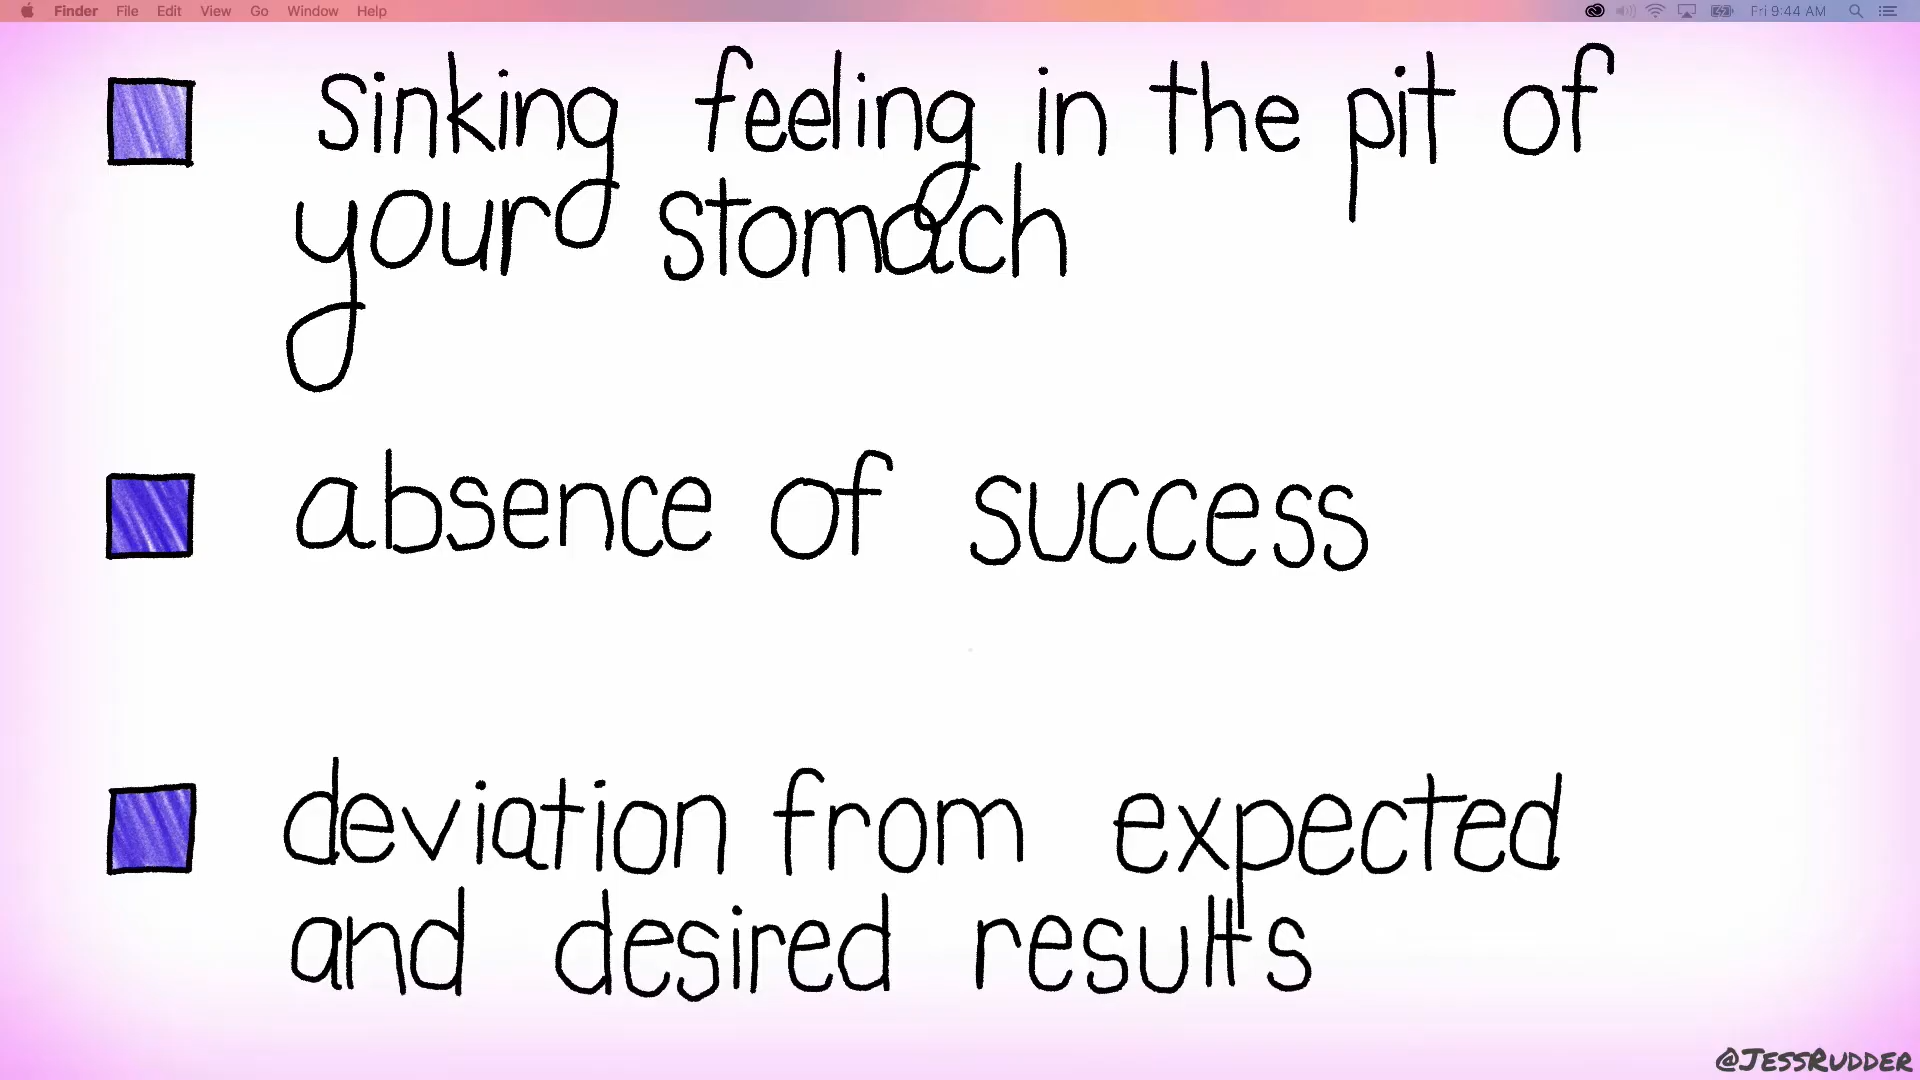 Finder File Edit View Go Window Help Fri 9:44 AM
sinking feeling in the pit of
your stomach
absence of success
deviation from expected
and desired results
@JessRudder